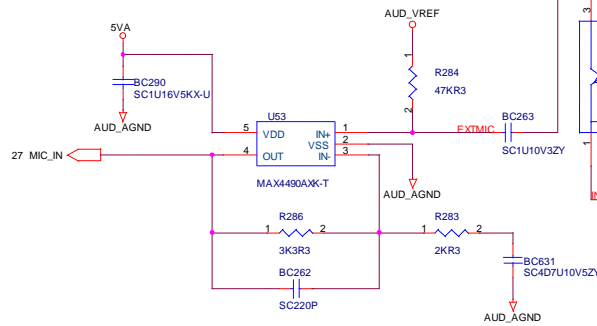 AUD_VREF
3
5VA
1
R284
47KR3
2
BC290
SC1U16V5KX-U
AUD_AGND
U53
5 VDD IN+ 1
VSS 2
4 OUT IN- 3
EXTMIC
BC263
SC1U10V3ZY
1
27 MIC_IN
MAX4490AXK-T
AUD_AGND
R286
1 2
3K3R3
R283
1 2
2KR3
BC262
SC220P
BC631
SC4D7U10V5ZY
AUD_AGND